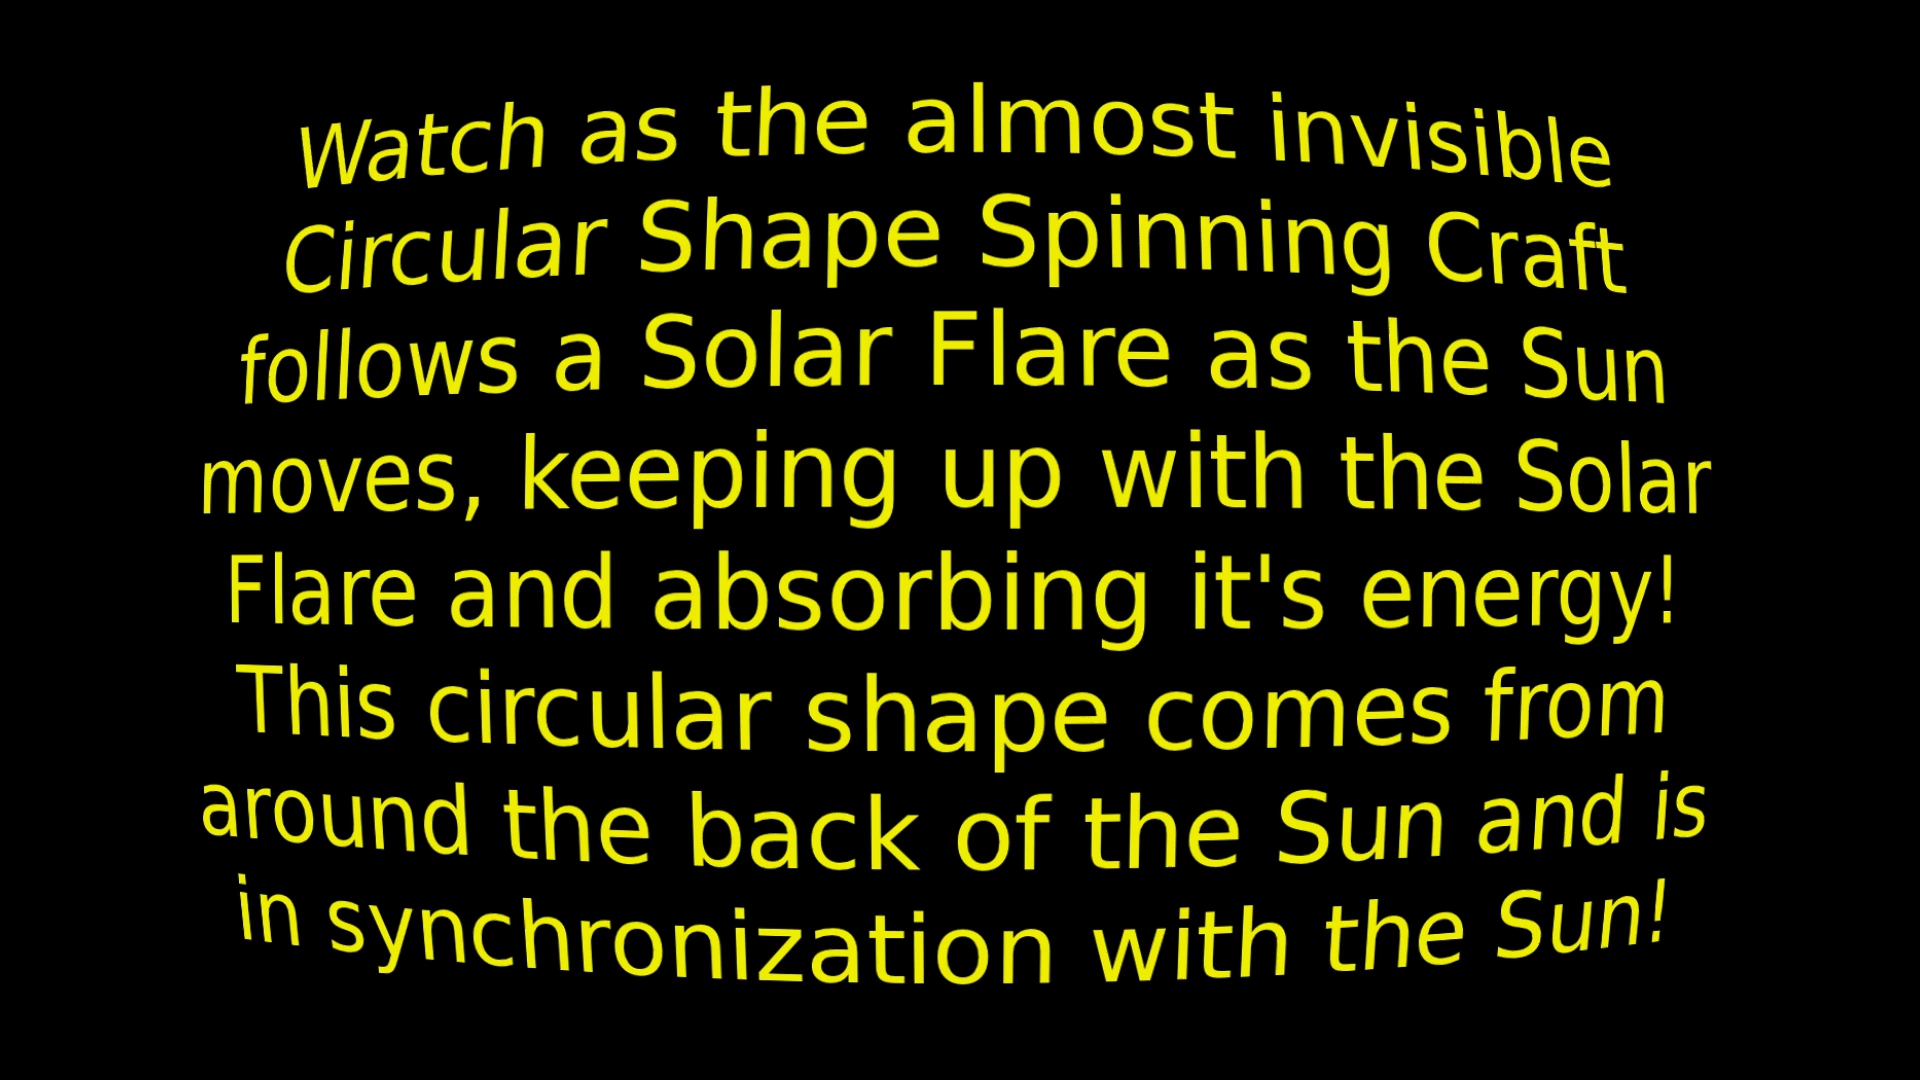 Watch as the almost invisible
Circular Shape Spinning Craft
follows a Solar Flare as the Sun
moves, keeping up with the Solar
Flare and absorbing it's energy!
This circular shape comes from
around the back of the Sun and is
in synchronization with the Sun!